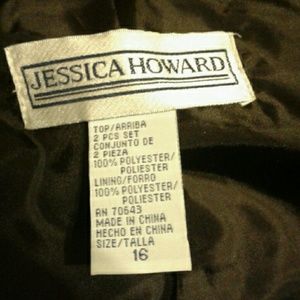 JESSICA HOWARD
TOP/ARRIBA
2 PCS SET
CONJUNTO DE
2 PIEZA
100% POLYESTER/
POLIESTER
LINING/FORRO
100% POLYESTER/
POLIESTER
RN 70643
MADE IN CHINA
HECHO EN CHINA
SIZE/TALLA
16